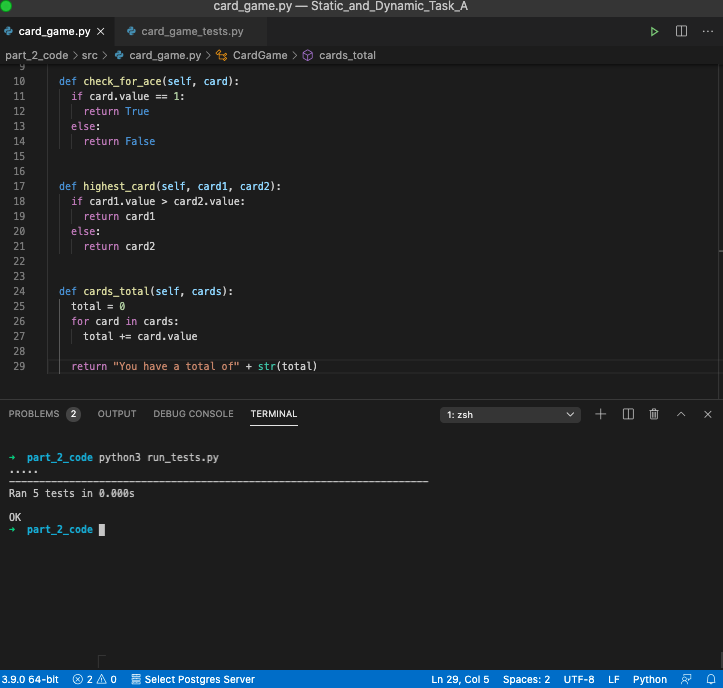 card_game.py — Static_and_Dynamic_Task_A
card_game.py card_game_tests.py
part_2_code > src > card_game.py > CardGame > cards_total
9
10 def check_for_ace(self, card):
11 if card.value == 1:
12 return True
13 else:
14 return False
15
16
17 def highest_card(self, card1, card2):
18 if card1.value > card2.value:
19 return card1
20 else:
21 return card2
22
23
24 def cards_total(self, cards):
25 total = 0
26 for card in cards:
27 total += card.value
28
29 return "You have a total of" + str(total)
PROBLEMS 2 OUTPUT DEBUG CONSOLE TERMINAL 1: zsh
→ part_2_code python3 run_tests.py
.....
----------------------------------------------------------------------
Ran 5 tests in 0.000s
OK
→ part_2_code
3.9.0 64-bit 2 0 Select Postgres Server Ln 29, Col 5 Spaces: 2 UTF-8 LF Python